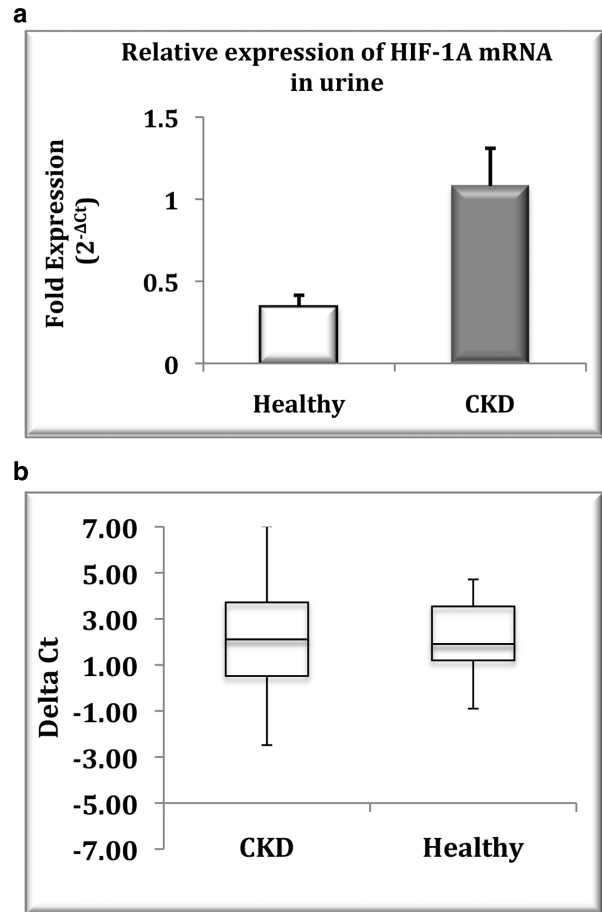 a
Relative expression of HIF-1A mRNA
in urine
Fold Expression
(2-ΔCt)
1.5
1
0.5
0
Healthy CKD
b
Delta Ct
7.00
5.00
3.00
1.00
-1.00
-3.00
-5.00
-7.00
CKD Healthy